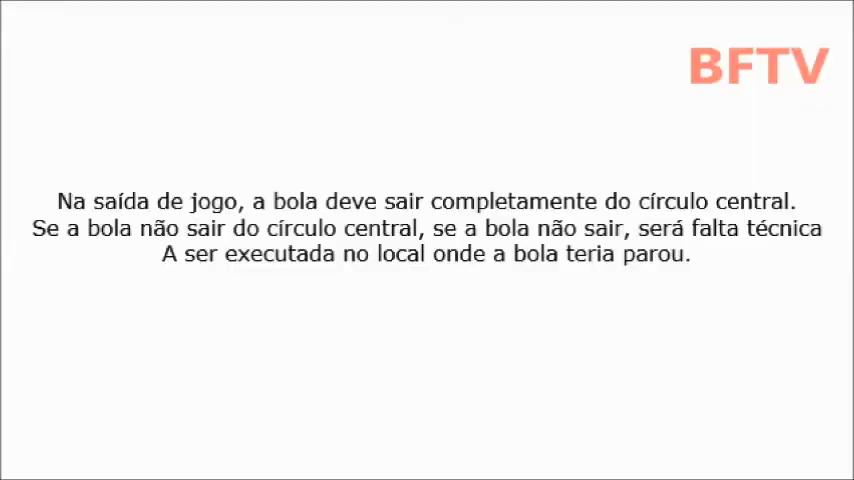 BFTV
Na saída de jogo, a bola deve sair completamente do círculo central.
Se a bola não sair do círculo central, se a bola não sair, será falta técnica
A ser executada no local onde a bola teria parou.